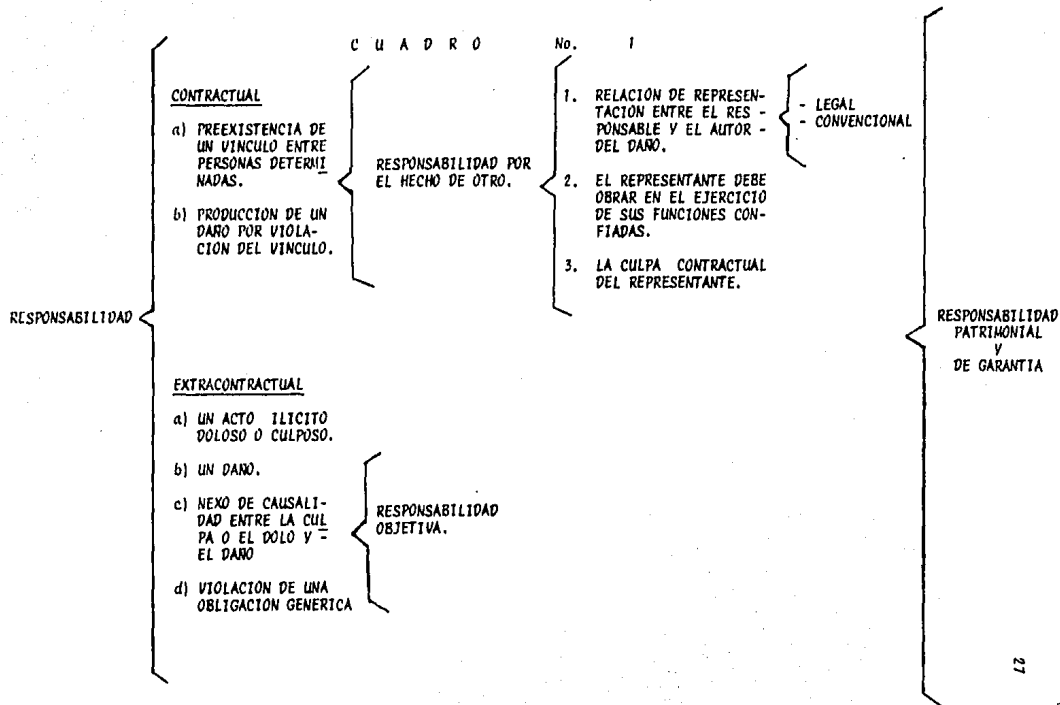 CUADRO No. 1
RESPONSABILIDAD
CONTRACTUAL
a) PREEXISTENCIA DE
UN VINCULO ENTRE
PERSONAS DETERMI
NADAS.
b) PRODUCCION DE UN
DAÑO POR VIOLA-
CION DEL VINCULO.
RESPONSABILIDAD POR
EL HECHO DE OTRO.
1. RELACION DE REPRESEN-
TACION ENTRE EL RES -
PONSABLE Y EL AUTOR -
DEL DAÑO.
- LEGAL
- CONVENCIONAL
2. EL REPRESENTANTE DEBE
OBRAR EN EL EJERCICIO
DE SUS FUNCIONES CON-
FIADAS.
3. LA CULPA CONTRACTUAL
DEL REPRESENTANTE.
EXTRACONTRACTUAL
a) UN ACTO ILICITO
DOLOSO O CULPOSO.
b) UN DAÑO.
c) NEXO DE CAUSALI-
DAD ENTRE LA CUL
PA O EL DOLO Y -
EL DAÑO
d) VIOLACION DE UNA
OBLIGACION GENERICA
RESPONSABILIDAD
OBJETIVA.
RESPONSABILIDAD
PATRIMONIAL
Y
DE GARANTIA
27